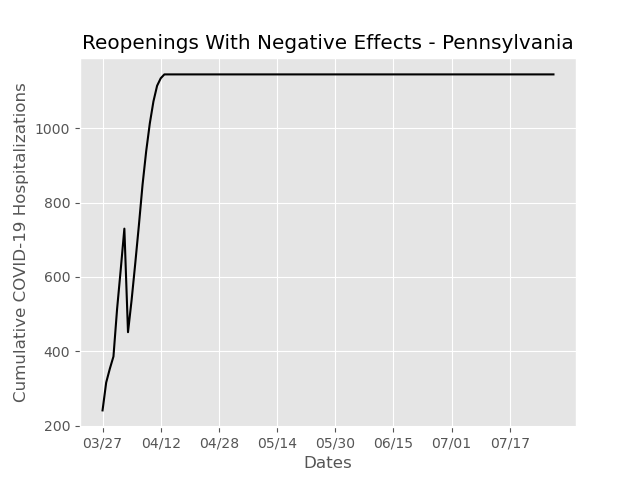 Reopenings With Negative Effects - Pennsylvania
Cumulative COVID-19 Hospitalizations
1000
800
600
400
200
03/27 04/12 04/28 05/14 05/30 06/15 07/01 07/17
Dates